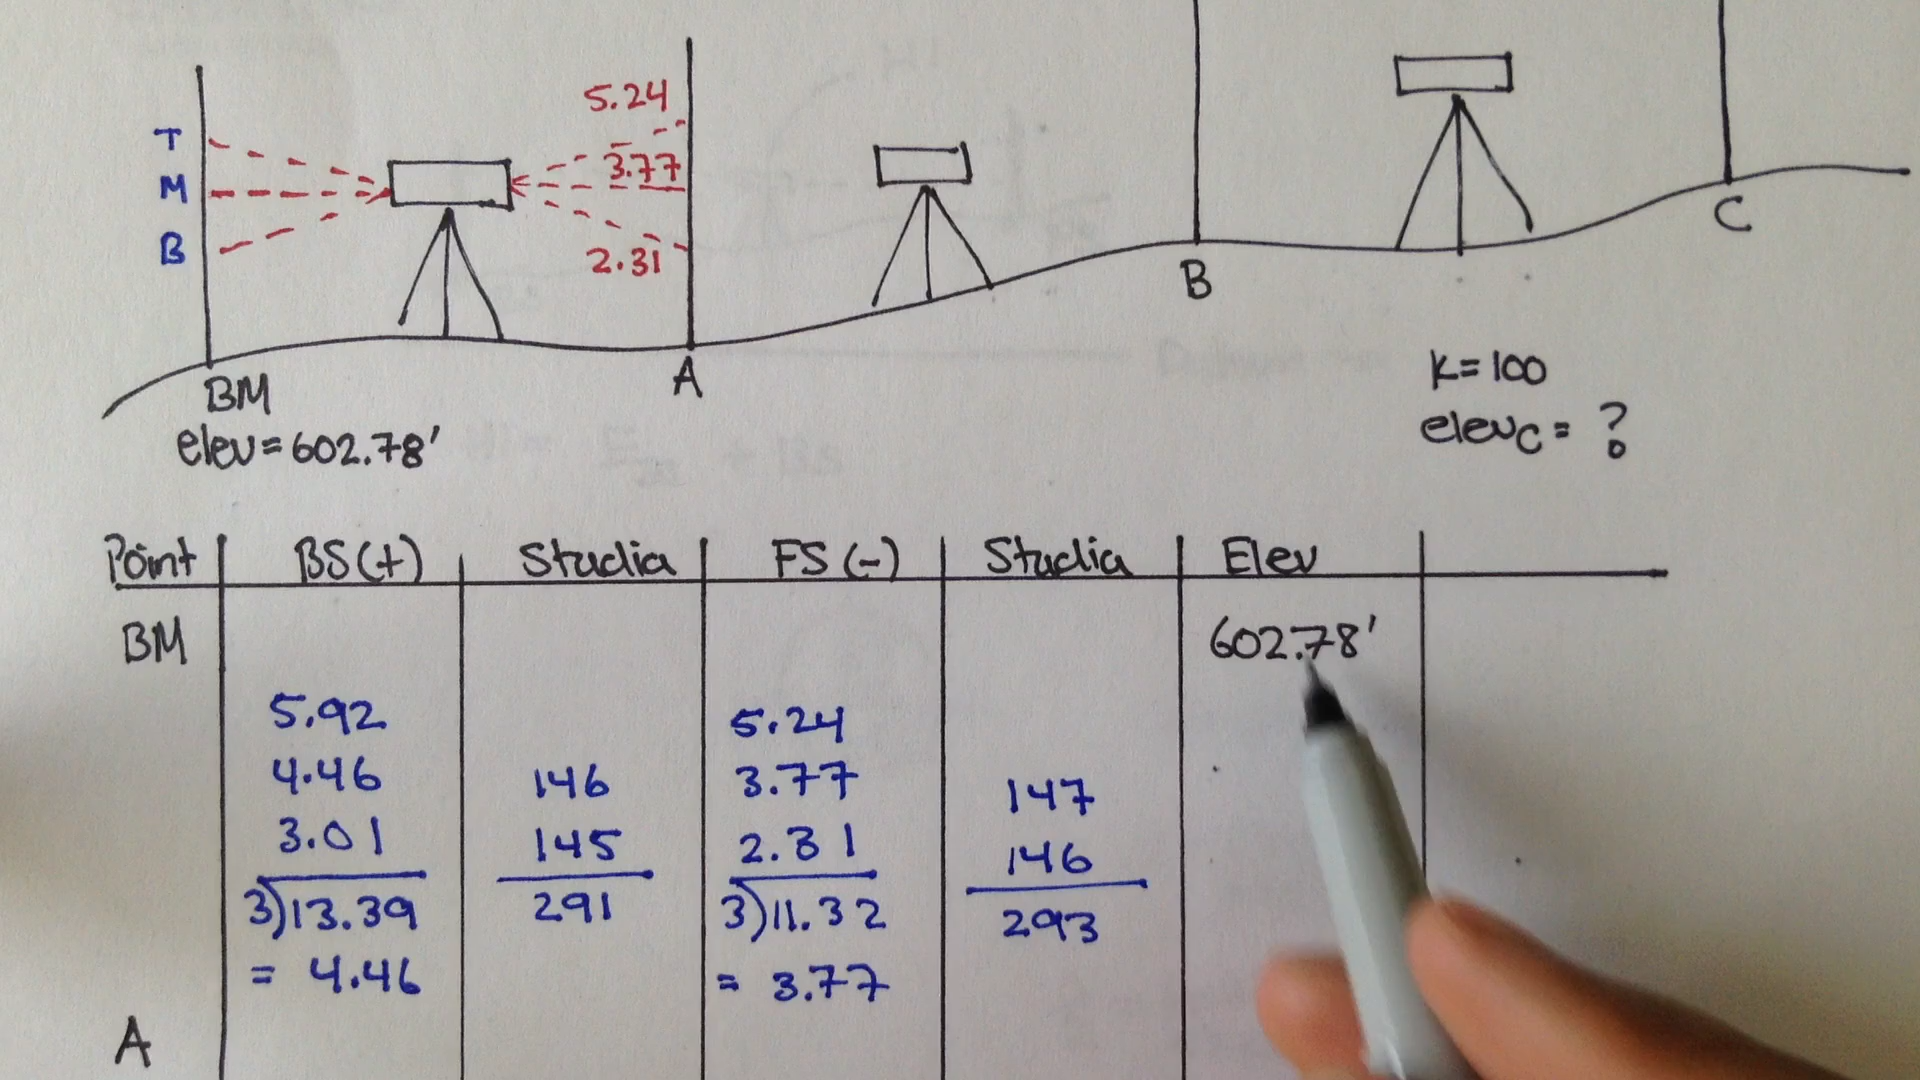 5.24
T
3.77
M
B
2.31
C
B
A
BM
K=100
elev=602.78'
elevC = ?
Point BS(+) Stadia FS(-) Stadia Elev
BM 602.78'
5.92 5.24
4.46 146 3.77 147
3.01 145 2.31 146
3)13.39 291 3)11.32 293
= 4.46 = 3.77
A